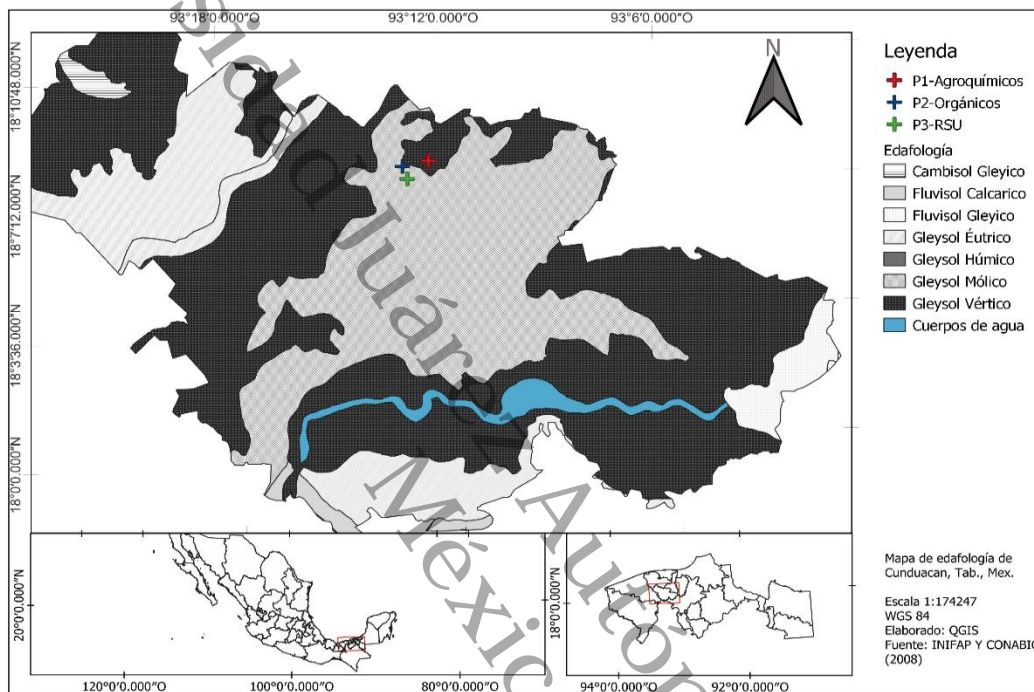 93°18'0.000"O 93°12'0.000"O 93°6'0.000"O
18°10'48.000"N
18°7'12.000"N
18°3'36.000"N
18°0'0.000"N
N
Leyenda
P1-Agroquímicos
P2-Orgánicos
P3-RSU
Edafología
Cambisol Gleyico
Fluvisol Calcarico
Fluvisol Gleyico
Gleysol Éutrico
Gleysol Húmico
Gleysol Mólico
Gleysol Vértico
Cuerpos de agua
20°0'0.000"N
120°0'0.000"O 100°0'0.000"O 80°0'0.000"O
18°0'0.000"N
94°0'0.000"O 92°0'0.000"O
Mapa de edafología de
Cunduacan, Tab., Mex.
Escala 1:174247
WGS 84
Elaborado: QGIS
Fuente: INIFAP Y CONABIO
(2008)
Juárez Autón
Méxic